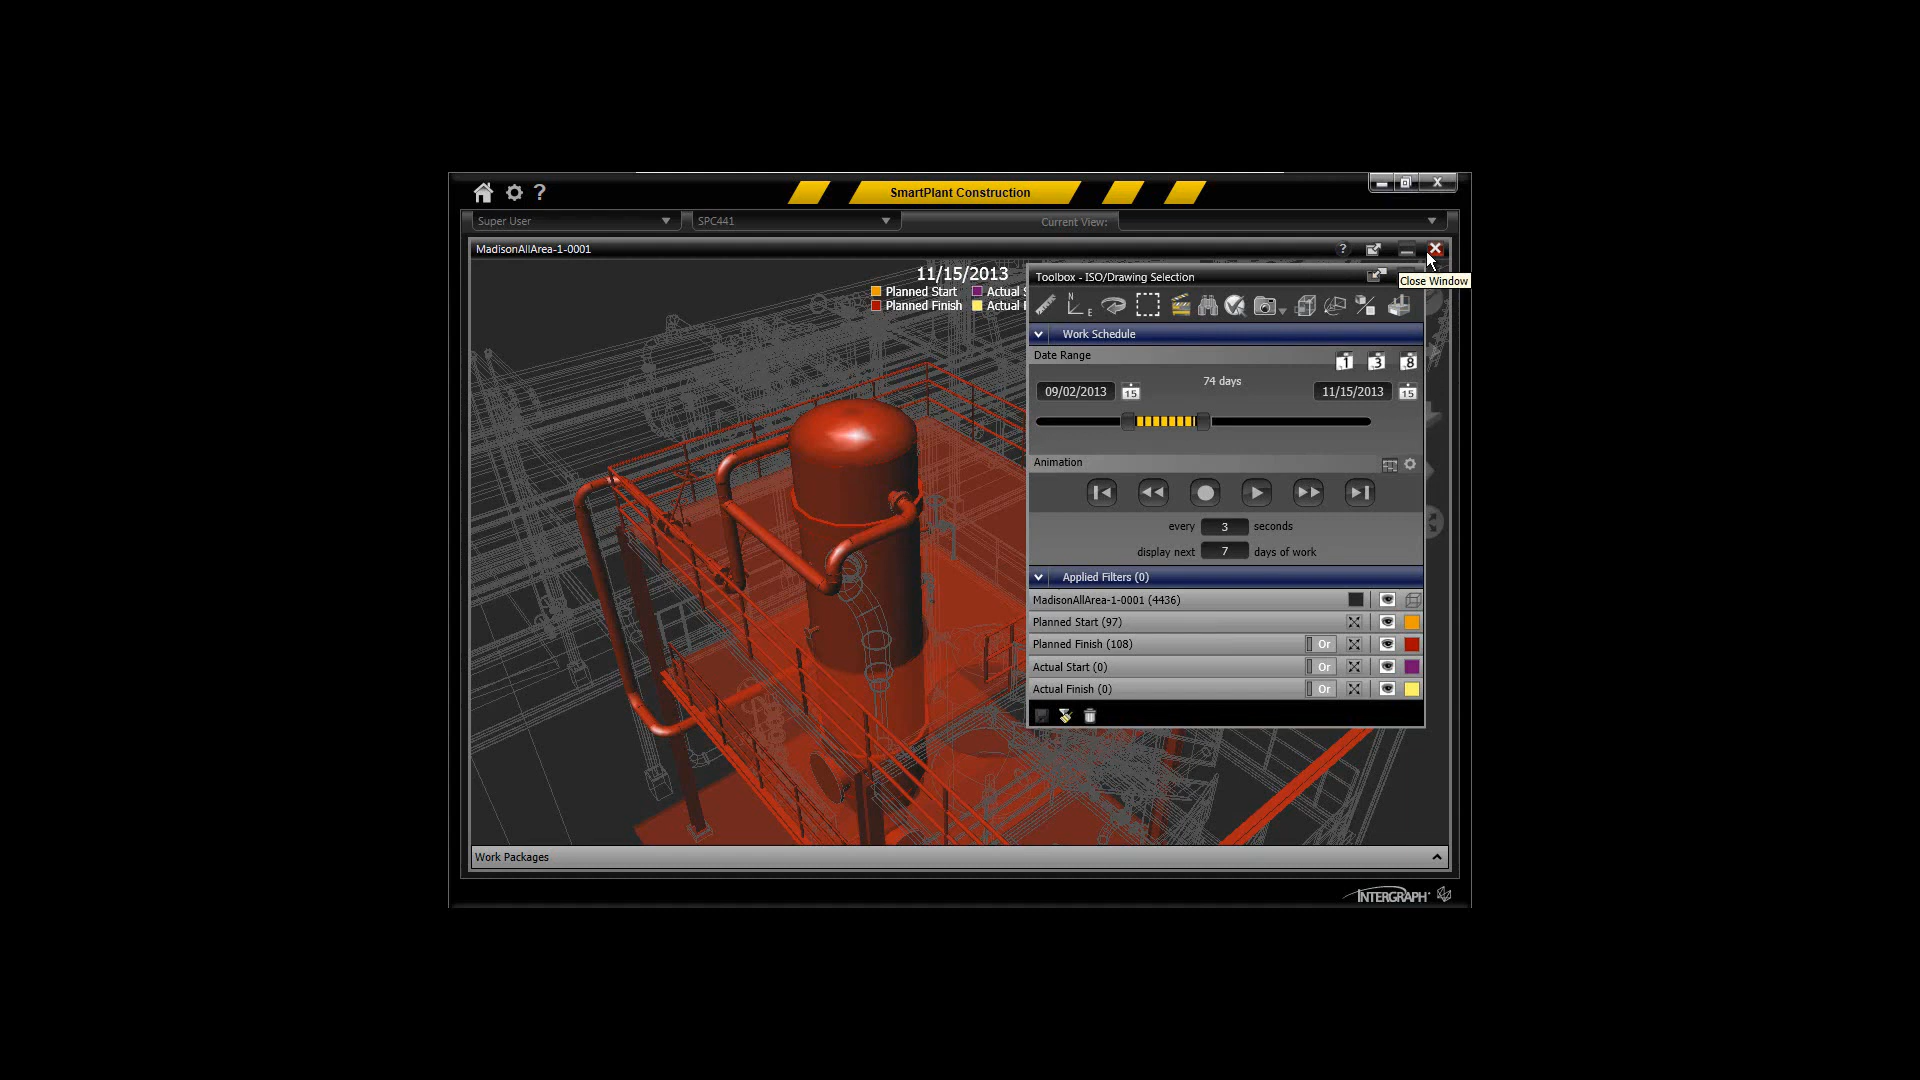 SmartPlant Construction
X
Super User
SPC441
Current View:
MadisonAllArea-1-0001
?
11/15/2013
Planned Start
Actual S
Planned Finish
Actual F
Toolbox - ISO/Drawing Selection
Close Window
N
E
Work Schedule
Date Range
1
3
8
74 days
09/02/2013
15
11/15/2013
15
Animation
every 3 seconds
display next 7 days of work
Applied Filters (0)
MadisonAllArea-1-0001 (4436)
Planned Start (97)
Planned Finish (108)
Or
Actual Start (0)
Or
Actual Finish (0)
Or
Work Packages
INTERGRAPH